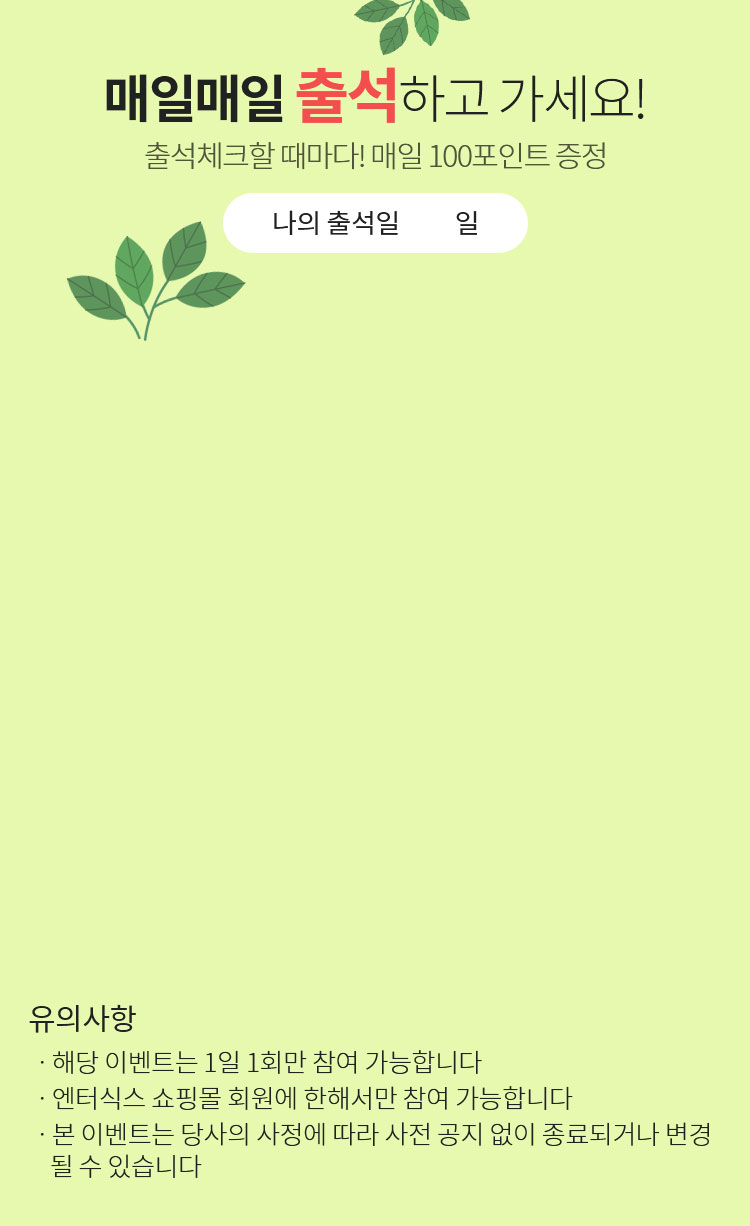 매일매일 출석하고 가세요!
출석체크할 때마다! 매일 100포인트 증정
나의 출석일 일
유의사항
· 해당 이벤트는 1일 1회만 참여 가능합니다
· 엔터식스 쇼핑몰 회원에 한해서만 참여 가능합니다
· 본 이벤트는 당사의 사정에 따라 사전 공지 없이 종료되거나 변경
될 수 있습니다